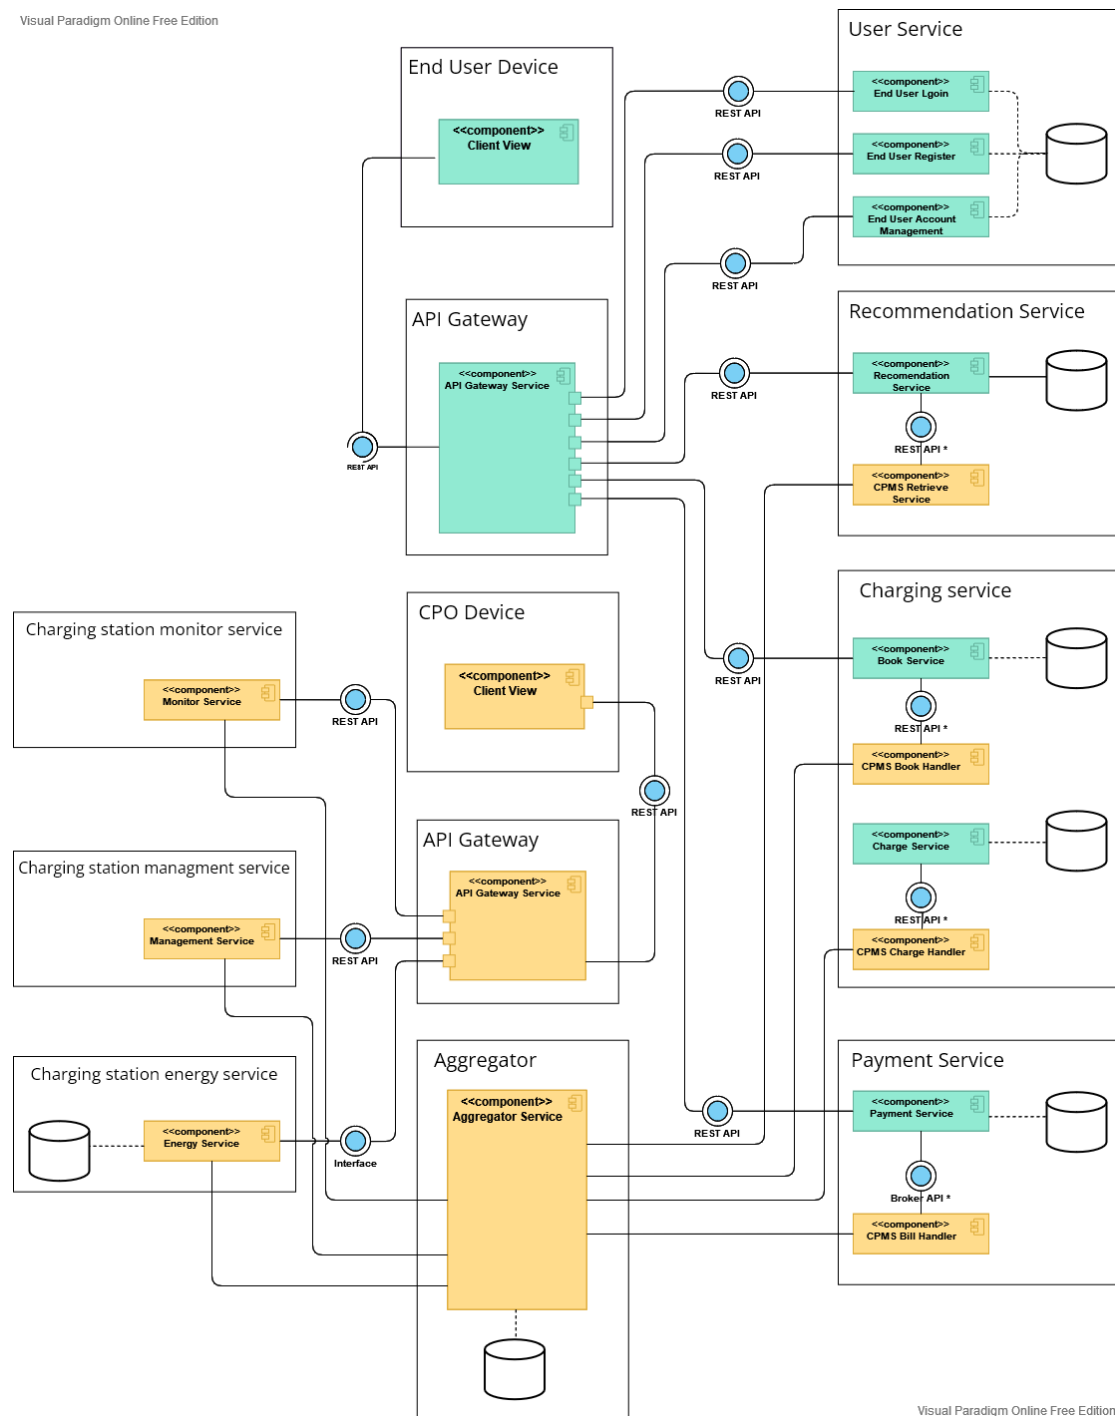 Visual Paradigm Online Free Edition
User Service
<<component>>
End User Lgoin
<<component>>
End User Register
<<component>>
End User Account
Management
End User Device
<<component>>
Client View
REST API
REST API
REST API
API Gateway
<<component>>
API Gateway Service
REST API
Recommendation Service
<<component>>
Recomendation
Service
REST API *
<<component>>
CPMS Retrieve
Service
REST API
Charging service
<<component>>
Book Service
REST API *
<<component>>
CPMS Book Handler
<<component>>
Charge Service
REST API *
<<component>>
CPMS Charge Handler
REST API
CPO Device
<<component>>
Client View
REST API
Charging station monitor service
<<component>>
Monitor Service
REST API
API Gateway
<<component>>
API Gateway Service
Charging station managment service
<<component>>
Management Service
REST API
Charging station energy service
<<component>>
Energy Service
Interface
Aggregator
<<component>>
Aggregator Service
REST API
Payment Service
<<component>>
Payment Service
Broker API *
<<component>>
CPMS Bill Handler
Visual Paradigm Online Free Edition